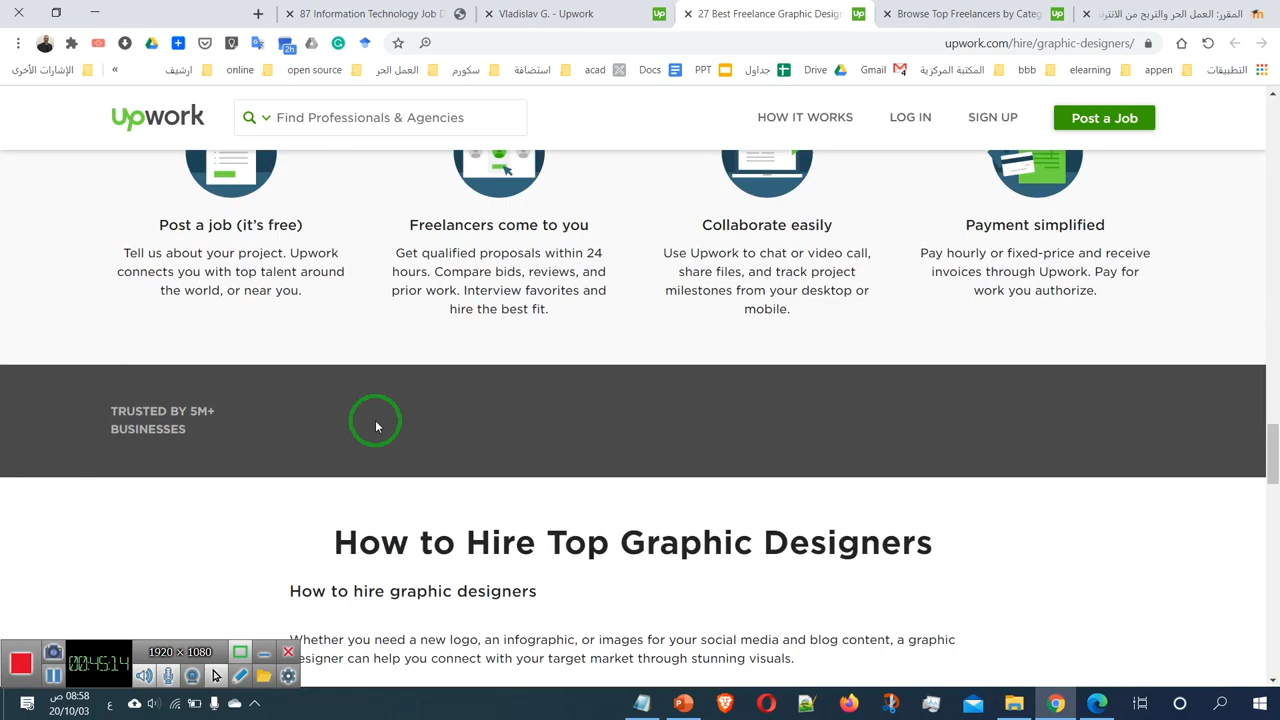 87 Information Technology Job D
Vladislav G. - Upwork
27 Best Freelance Graphic Design
Browse Top Freelancers by Categ
المقرر: العمل الحر والتربح من الانترنت
upwork.com/hire/graphic-designers/
2h
التطبيقات
appen
elearning
bbb
المكتبة المركزية
Gmail
Drive
جداول
PPT
Docs
acad
استضافة
سكورم
العمل الحر
open source
online
ارشيف
»
الإشارات الأخرى
Upwork
Find Professionals & Agencies
HOW IT WORKS
LOG IN
SIGN UP
Post a Job
Post a job (it's free)
Tell us about your project. Upwork
connects you with top talent around
the world, or near you.
Freelancers come to you
Get qualified proposals within 24
hours. Compare bids, reviews, and
prior work. Interview favorites and
hire the best fit.
Collaborate easily
Use Upwork to chat or video call,
share files, and track project
milestones from your desktop or
mobile.
Payment simplified
Pay hourly or fixed-price and receive
invoices through Upwork. Pay for
work you authorize.
TRUSTED BY 5M+
BUSINESSES
How to Hire Top Graphic Designers
How to hire graphic designers
Whether you need a new logo, an infographic, or images for your social media and blog content, a graphic
esigner can help you connect with your target market through stunning visuals.
1920 × 1080
00:45:14
08:58 ص
20/10/03
ع